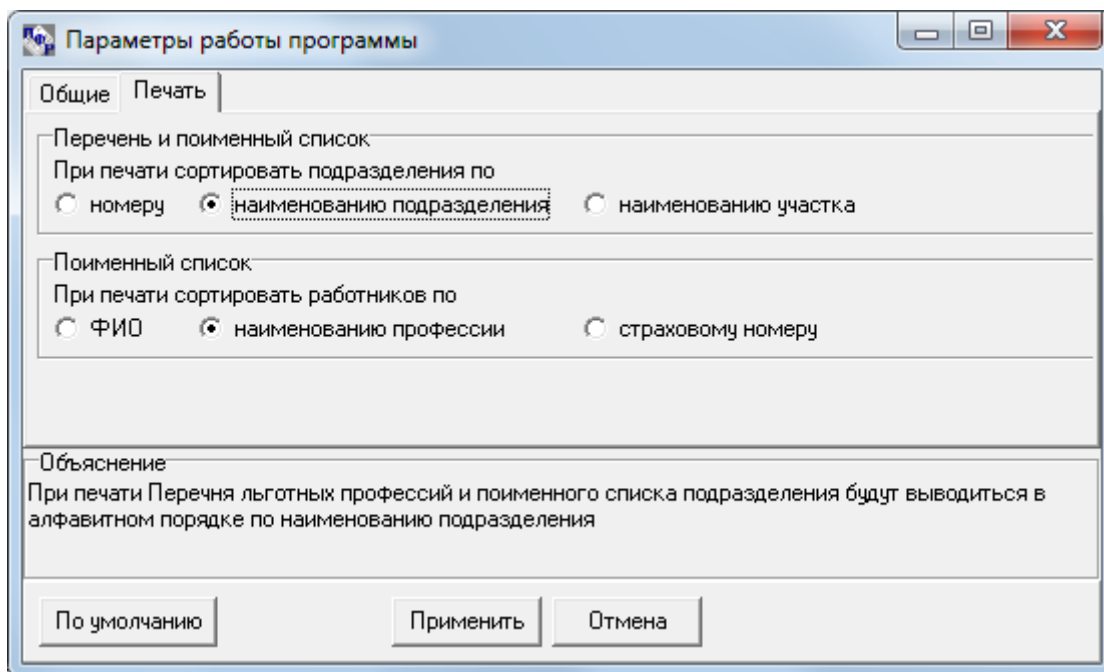 ПФР Параметры работы программы
Общие Печать
Перечень и поименный список
При печати сортировать подразделения по
номеру наименованию подразделения наименованию участка
Поименный список
При печати сортировать работников по
ФИО наименованию профессии страховому номеру
Объяснение
При печати Перечня льготных профессий и поименного списка подразделения будут выводиться в
алфавитном порядке по наименованию подразделения
По умолчанию Применить Отмена